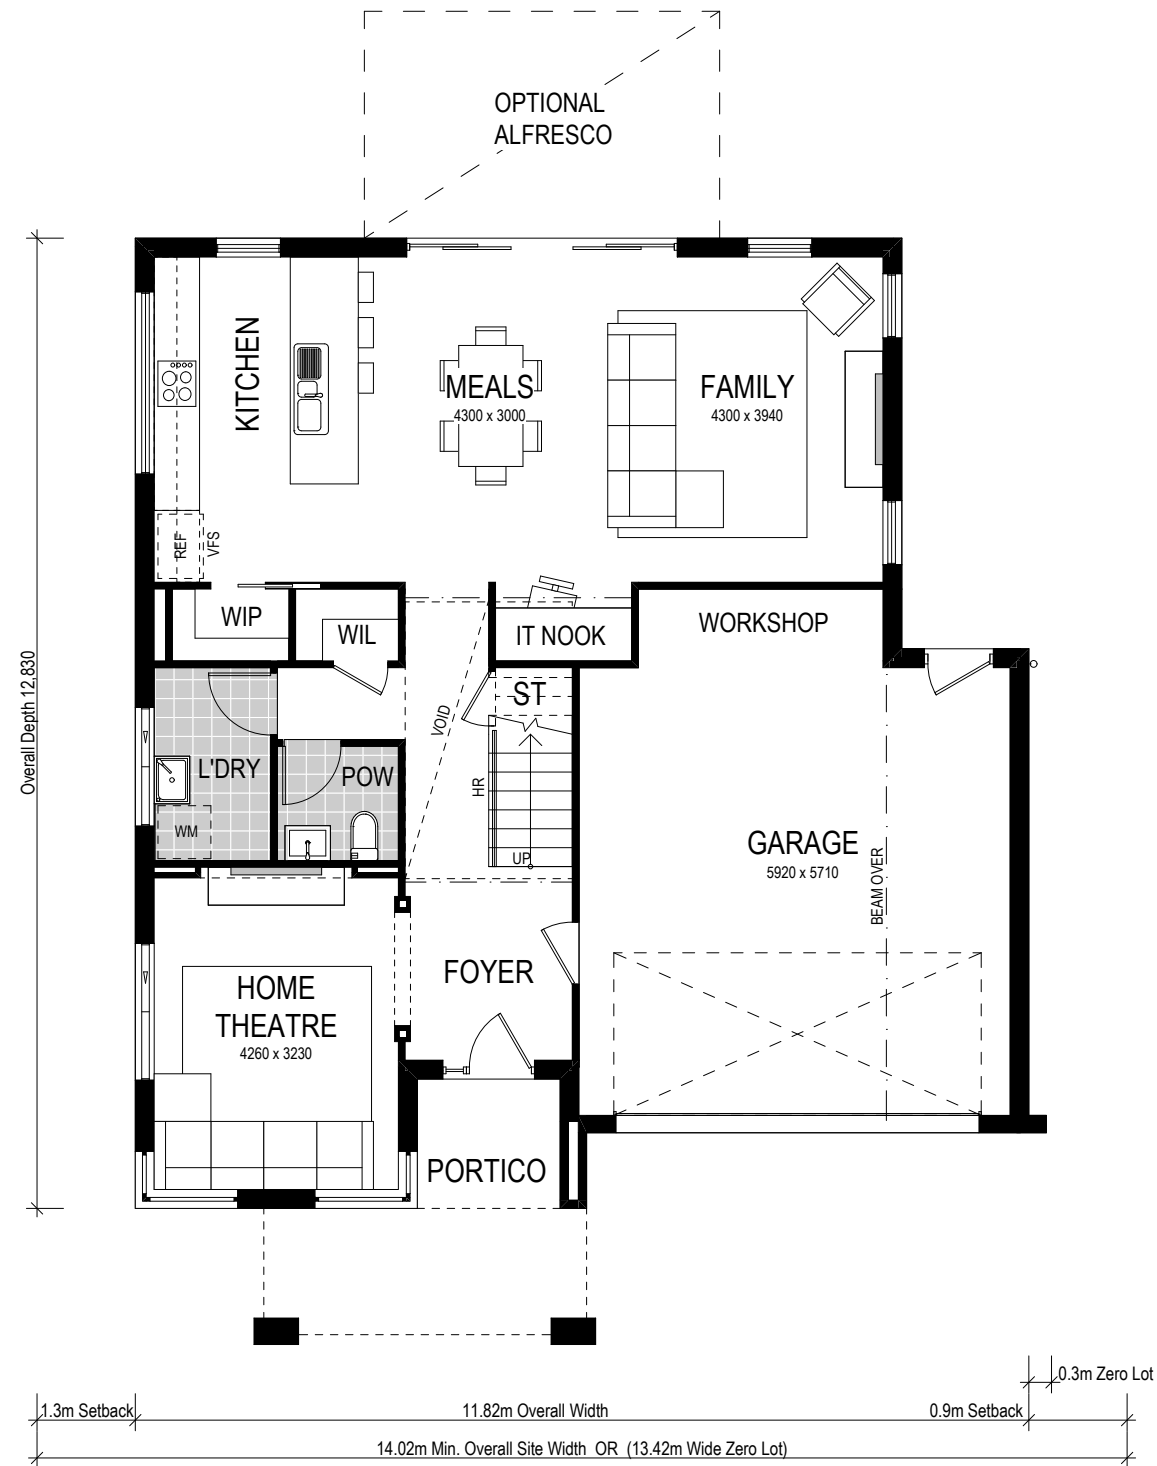 OPTIONAL
ALFRESCO
KITCHEN
MEALS
4300 x 3000
FAMILY
4300 x 3940
REF
VFS
WIP
WIL
IT NOOK
WORKSHOP
Overall Depth 12,830
ST
VOID
L'DRY
POW
HR
WM
UP
GARAGE
5920 x 5710
BEAM OVER
FOYER
HOME
THEATRE
4260 x 3230
PORTICO
0.3m Zero Lot
1.3m Setback
11.82m Overall Width
0.9m Setback
14.02m Min. Overall Site Width OR (13.42m Wide Zero Lot)